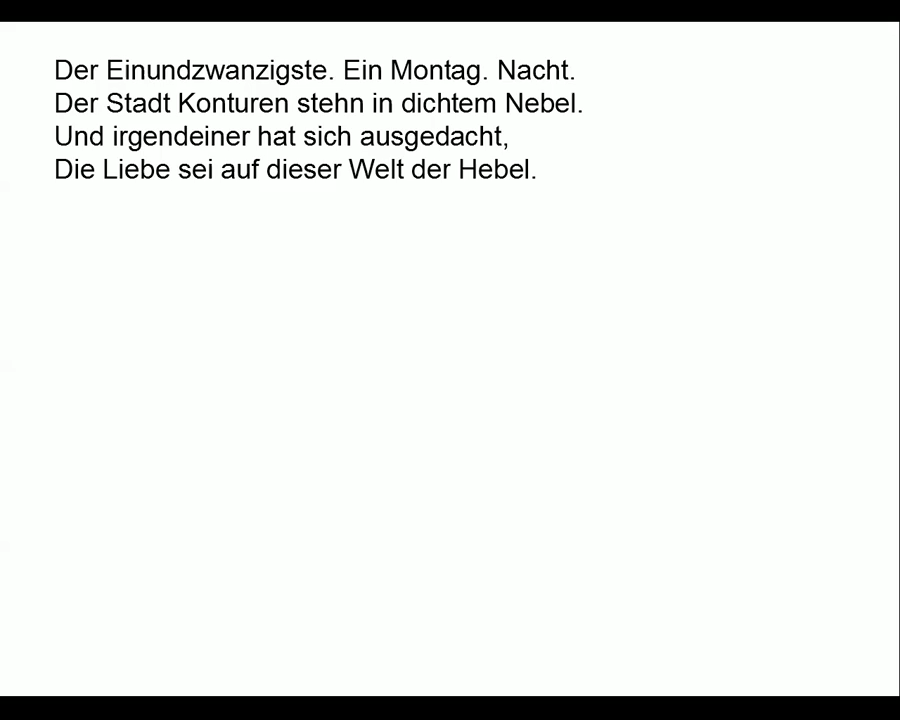 Der Einundzwanzigste. Ein Montag. Nacht.
Der Stadt Konturen stehn in dichtem Nebel.
Und irgendeiner hat sich ausgedacht,
Die Liebe sei auf dieser Welt der Hebel.